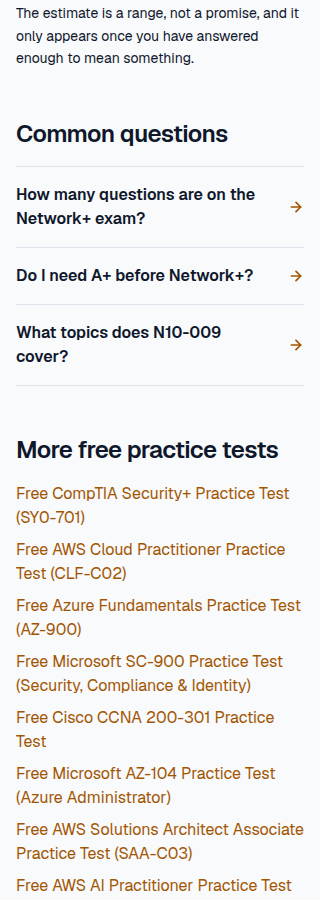 The estimate is a range, not a promise, and it
only appears once you have answered
enough to mean something.
Common questions
How many questions are on the
Network+ exam?
Do I need A+ before Network+?
What topics does N10-009
cover?
More free practice tests
Free CompTIA Security+ Practice Test
(SY0-701)
Free AWS Cloud Practitioner Practice
Test (CLF-C02)
Free Azure Fundamentals Practice Test
(AZ-900)
Free Microsoft SC-900 Practice Test
(Security, Compliance & Identity)
Free Cisco CCNA 200-301 Practice
Test
Free Microsoft AZ-104 Practice Test
(Azure Administrator)
Free AWS Solutions Architect Associate
Practice Test (SAA-C03)
Free AWS AI Practitioner Practice Test